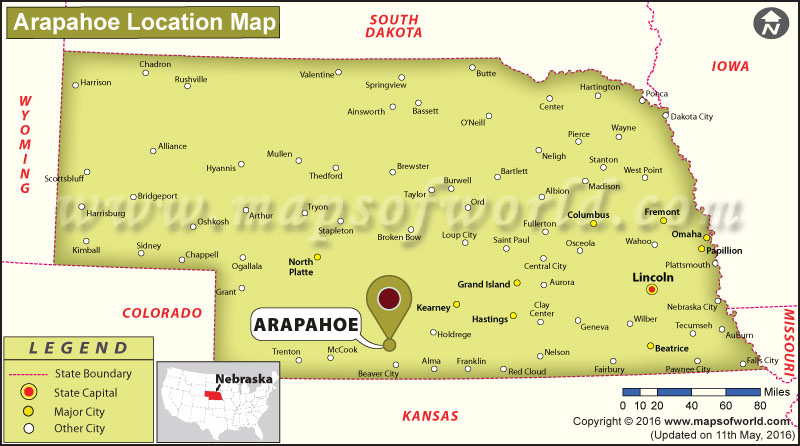 Arapahoe Location Map
SOUTH
DAKOTA
N
IOWA
WYOMING
COLORADO
KANSAS
MISSOURI
Chadron
Harrison
Rushville
Valentine
Springview
Butte
Hartington
Ponca
Ainsworth
Bassett
Center
Dakota City
O'Neill
Wayne
Pierce
Alliance
Mullen
Neligh
Stanton
Hyannis
Thedford
Brewster
Bartlett
West Point
Scottsbluff
Burwell
Madison
Bridgeport
Taylor
Albion
Harrisburg
Arthur
Tryon
Ord
Columbus
Fremont
Oshkosh
Stapleton
Broken Bow
Loup City
Fullerton
Omaha
Kimball
Sidney
Saint Paul
Osceola
Wahoo
Papillion
Chappell
Ogallala
North
Platte
Central City
Plattsmouth
Grant
Grand Island
Aurora
Lincoln
Kearney
Clay
Center
Nebraska City
ARAPAHOE
Holdrege
Hastings
Geneva
Wilber
Tecumseh
Auburn
Trenton
McCook
Nelson
Beatrice
Beaver City
Alma
Franklin
Red Cloud
Fairbury
Pawnee City
Falls City
www.mapsofworld.com
LEGEND
State Boundary
State Capital
Major City
Other City
Nebraska
0 10 20 40 60 80
Miles
Copyright © 2016 www.mapsofworld.com
(Updated on 11th May, 2016)